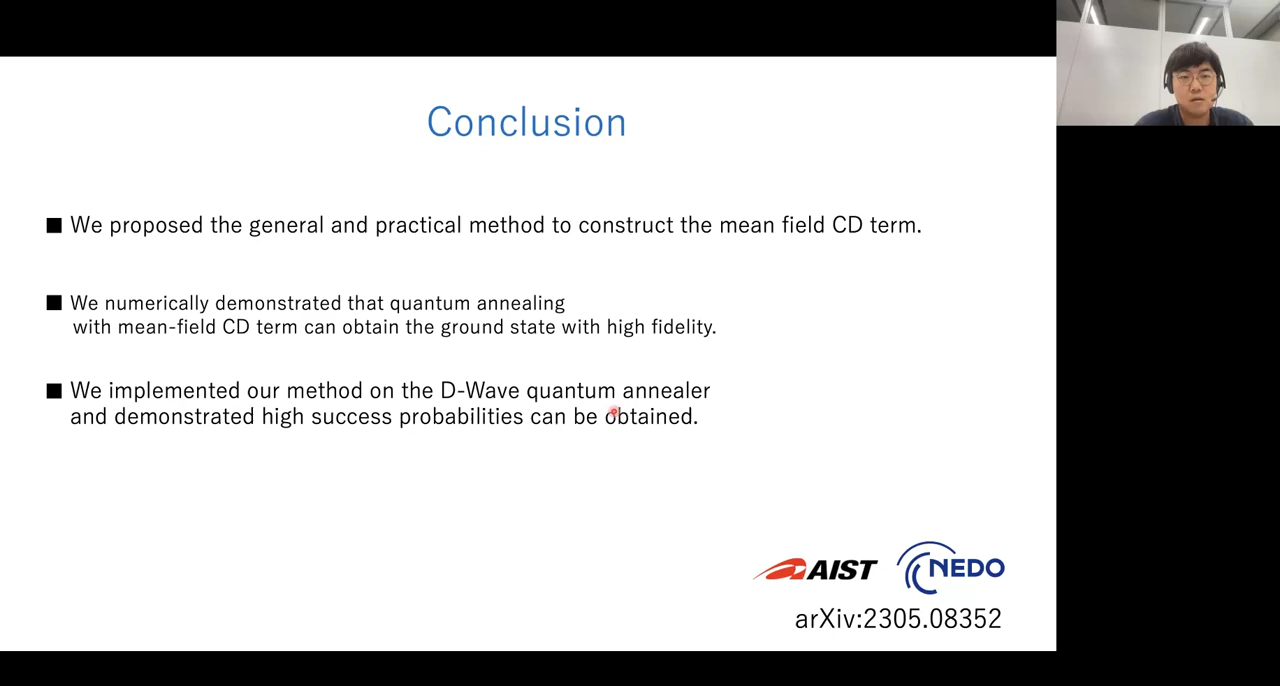 Conclusion
■ We proposed the general and practical method to construct the mean field CD term.
■ We numerically demonstrated that quantum annealing
with mean-field CD term can obtain the ground state with high fidelity.
■ We implemented our method on the D-Wave quantum annealer
and demonstrated high success probabilities can be obtained.
AIST NEDO
arXiv:2305.08352